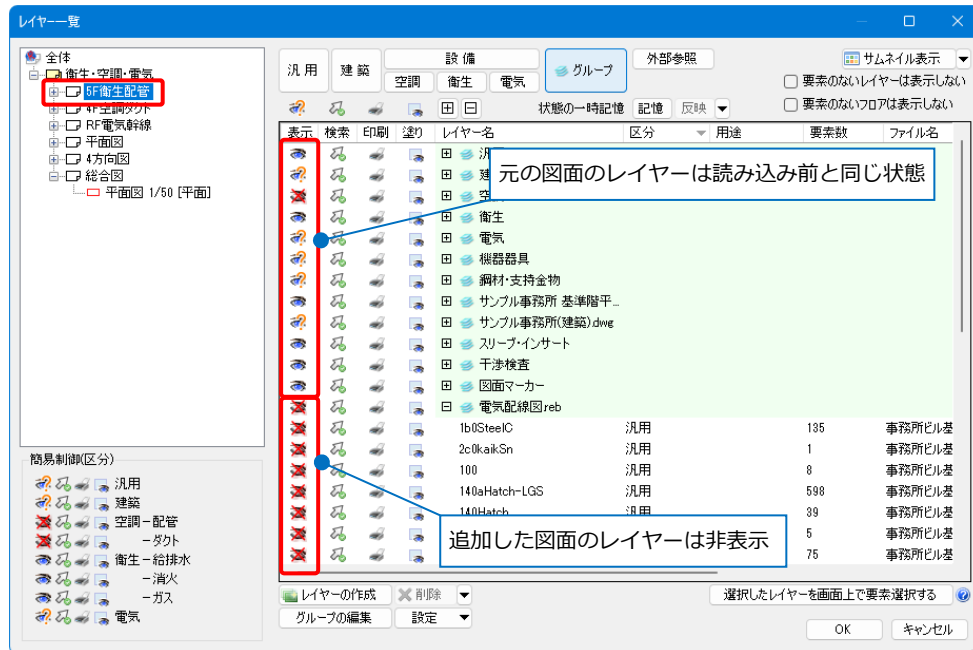 レイヤー一覧
全体
衛生・空調・電気
5F衛生配管
4F空調ダクト
RF電気幹線
平面図
4方向図
総合図
平面図 1/50 [平面]
簡易制御(区分)
汎用
建築
空調－配管
－ダクト
衛生－給排水
－消火
－ガス
電気
汎 用
建 築
設 備
空調 衛生 電気
グループ
外部参照
サムネイル表示
要素のないレイヤーは表示しない
要素のないフロアは表示しない
状態の一時記憶 記憶 反映
表示 検索 印刷 塗り レイヤー名 区分 用途 要素数 ファイル名
元の図面のレイヤーは読み込み前と同じ状態
衛生
電気
機器器具
鋼材・支持金物
サンプル事務所 基準階平...
サンプル事務所(建築).dwg
スリーブ・インサート
干渉検査
図面マーカー
電気配線図reb
1b0SteelC 汎用 135 事務所ビル基
2c0kaikSn 汎用 1 事務所ビル基
100 汎用 8 事務所ビル基
140aHatch-LGS 汎用 598 事務所ビル基
140Hatch 汎用 39 事務所ビル基
5 事務所ビル基
75 事務所ビル基
追加した図面のレイヤーは非表示
レイヤーの作成 削除
選択したレイヤーを画面上で要素選択する
グループの編集 設定
OK キャンセル